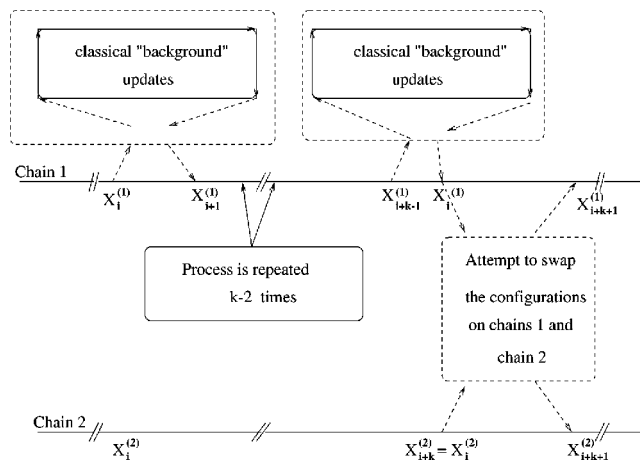 classical "background"
updates
classical "background"
updates
Chain 1
X_i^(1)
X_{i+1}^(1)
X_{i+k-1}^(1)
X_i^(1)
X_{i+k+1}^(1)
Process is repeated
k-2 times
Attempt to swap
the configurations
on chains 1 and
chain 2
Chain 2
X_i^(2)
X_{i+k}^(2) = X_i^(2)
X_{i+k+1}^(2)